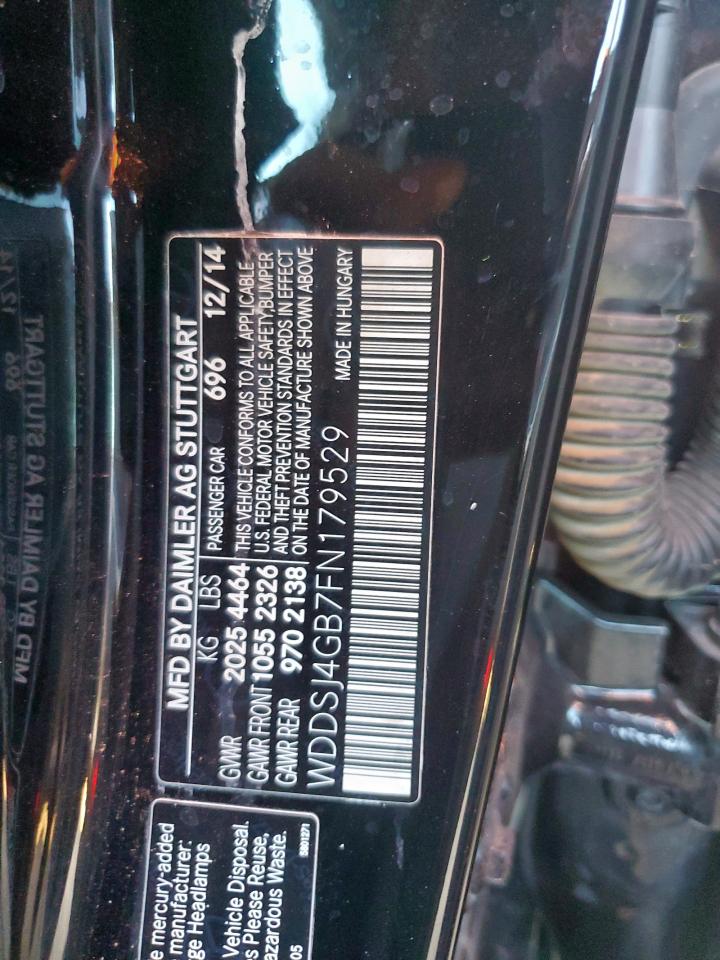 MFD BY DAIMLER AG STUTTGART
KG LBS PASSENGER CAR 696 12/14
GWR 2025 4464 THIS VEHICLE CONFORMS TO ALL APPLICABLE
GAWR FRONT 1055 2326 U.S. FEDERAL MOTOR VEHICLE SAFETY,BUMPER
GAWR REAR 970 2138 AND THEFT PREVENTION STANDARDS IN EFFECT
ON THE DATE OF MANUFACTURE SHOWN ABOVE
WDDSJ4GB7FN179529 MADE IN HUNGARY
mercury-added
manufacturer:
Headlamps
Vehicle Disposal.
Please Reuse,
Waste.
05
5801271